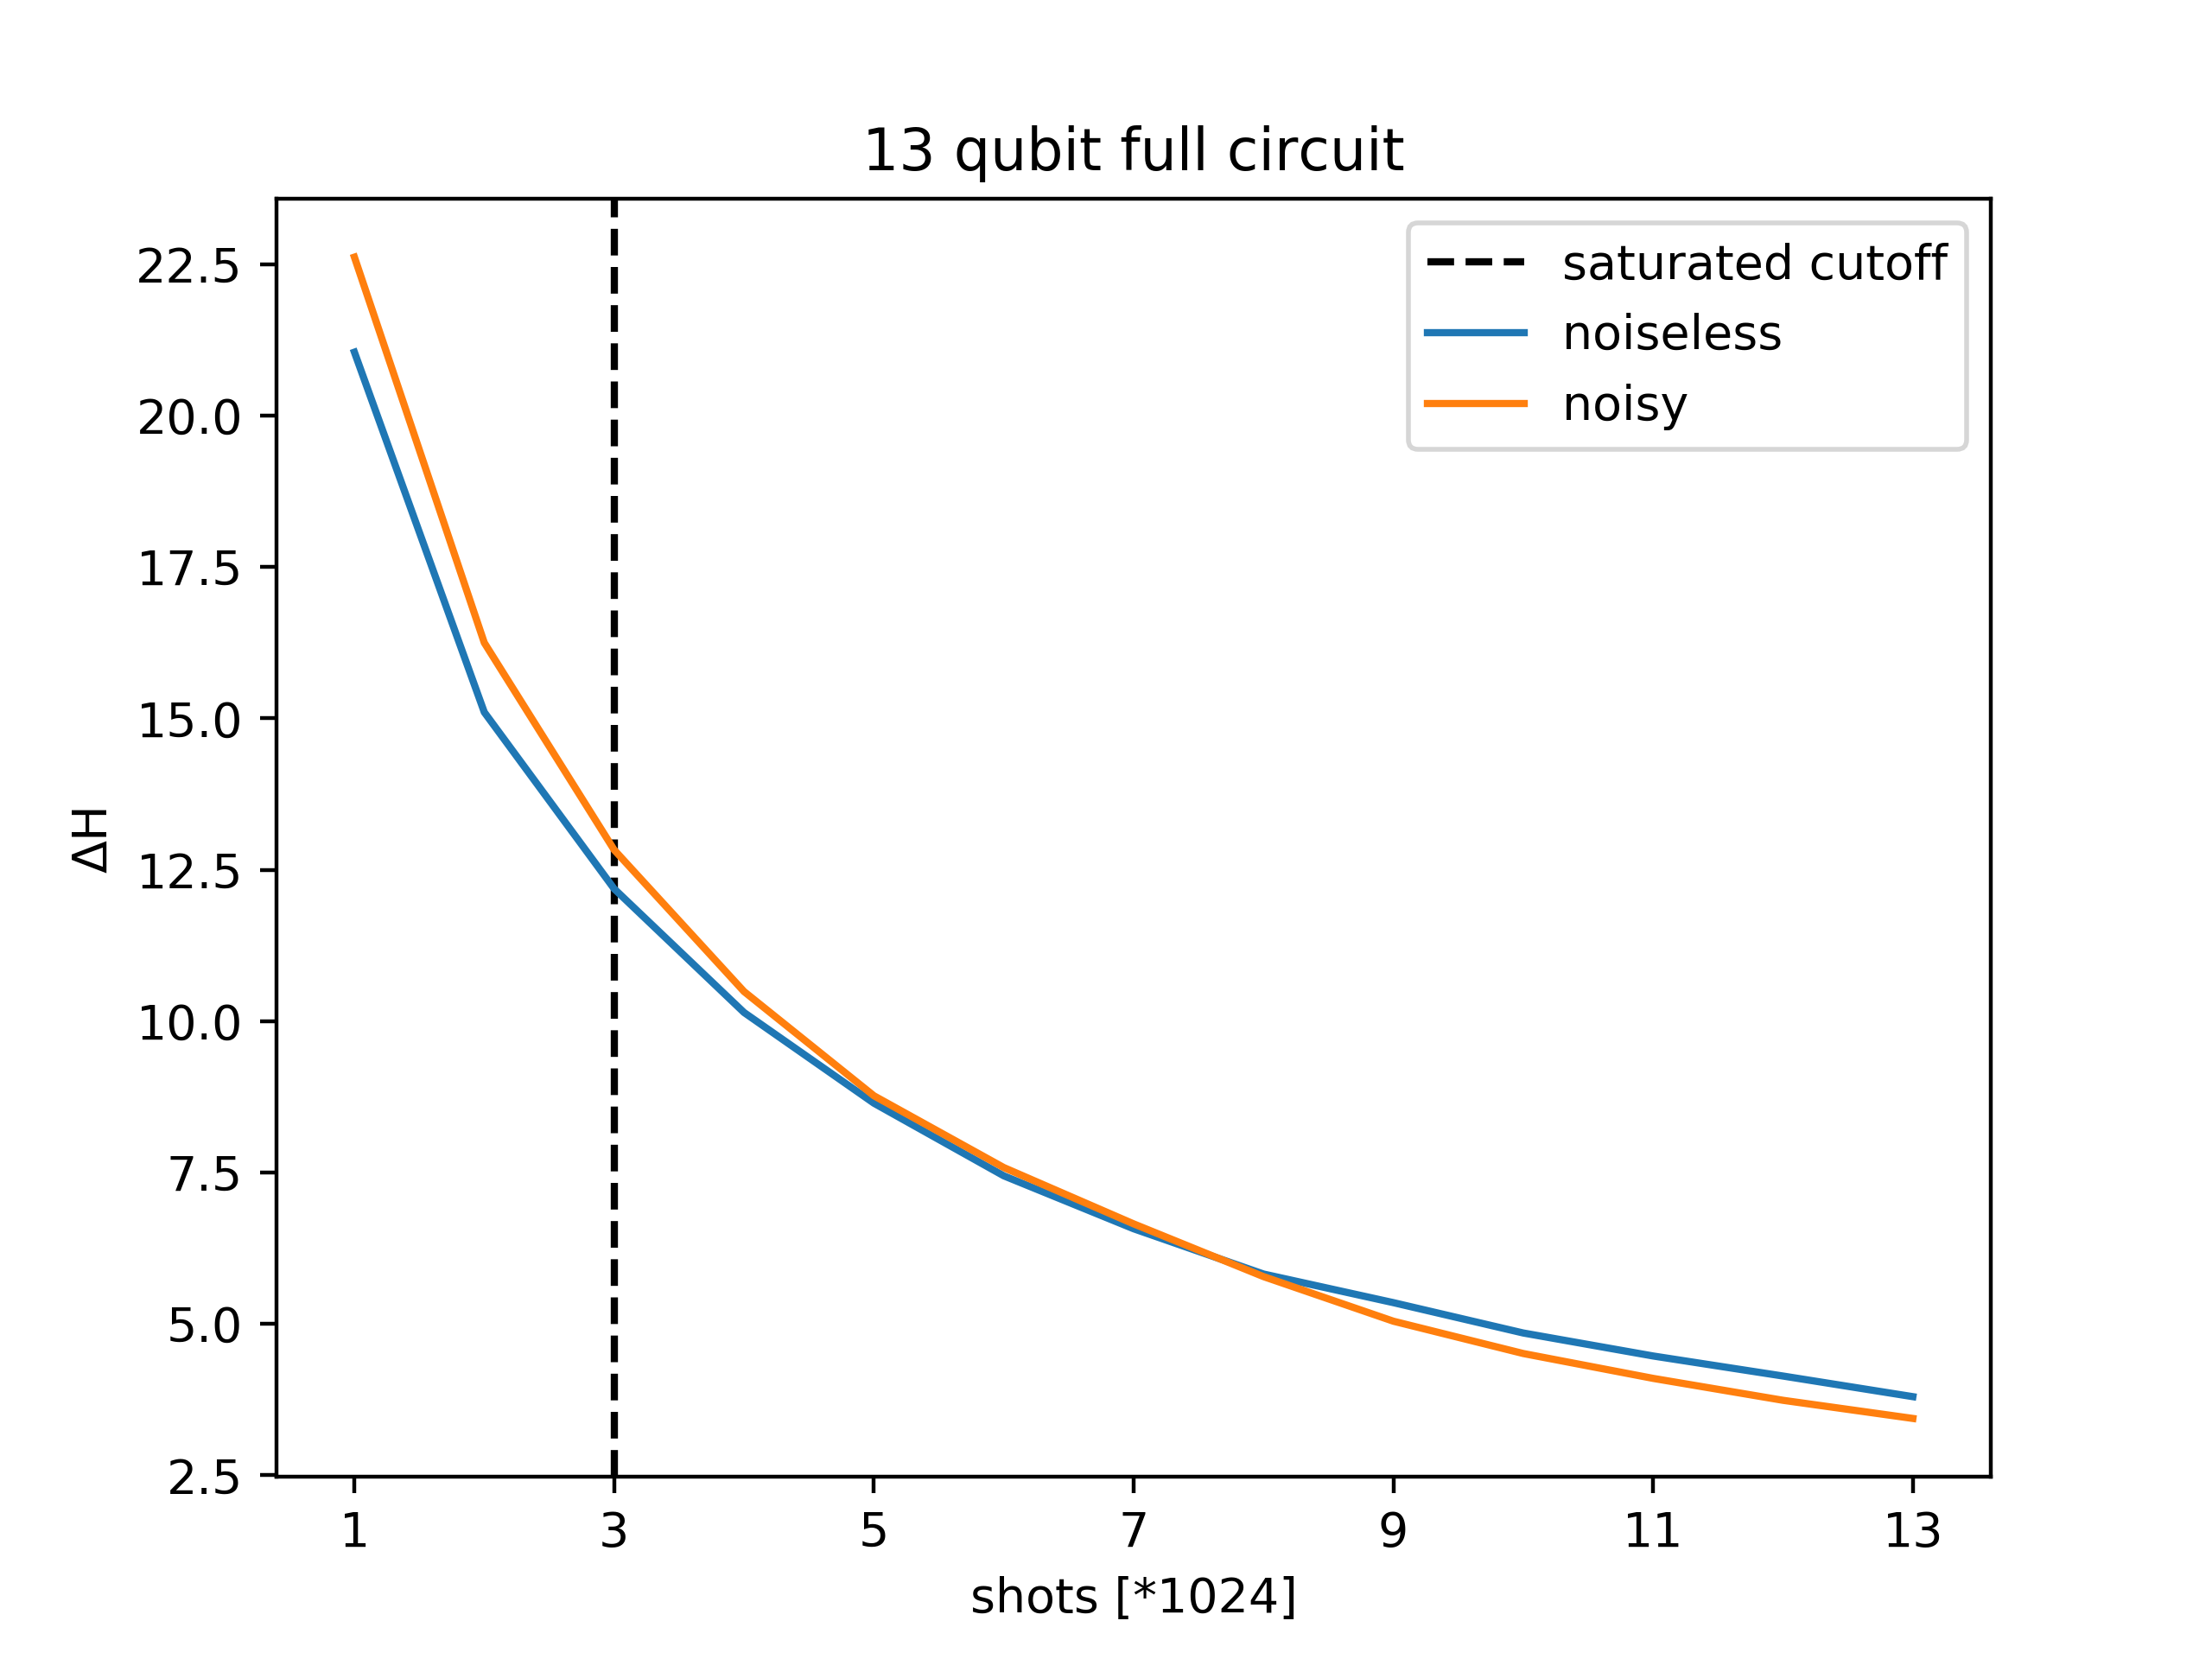 13 qubit full circuit
saturated cutoff
noiseless
noisy
22.5
20.0
17.5
15.0
12.5
10.0
7.5
5.0
2.5
ΔH
1 3 5 7 9 11 13
shots [*1024]